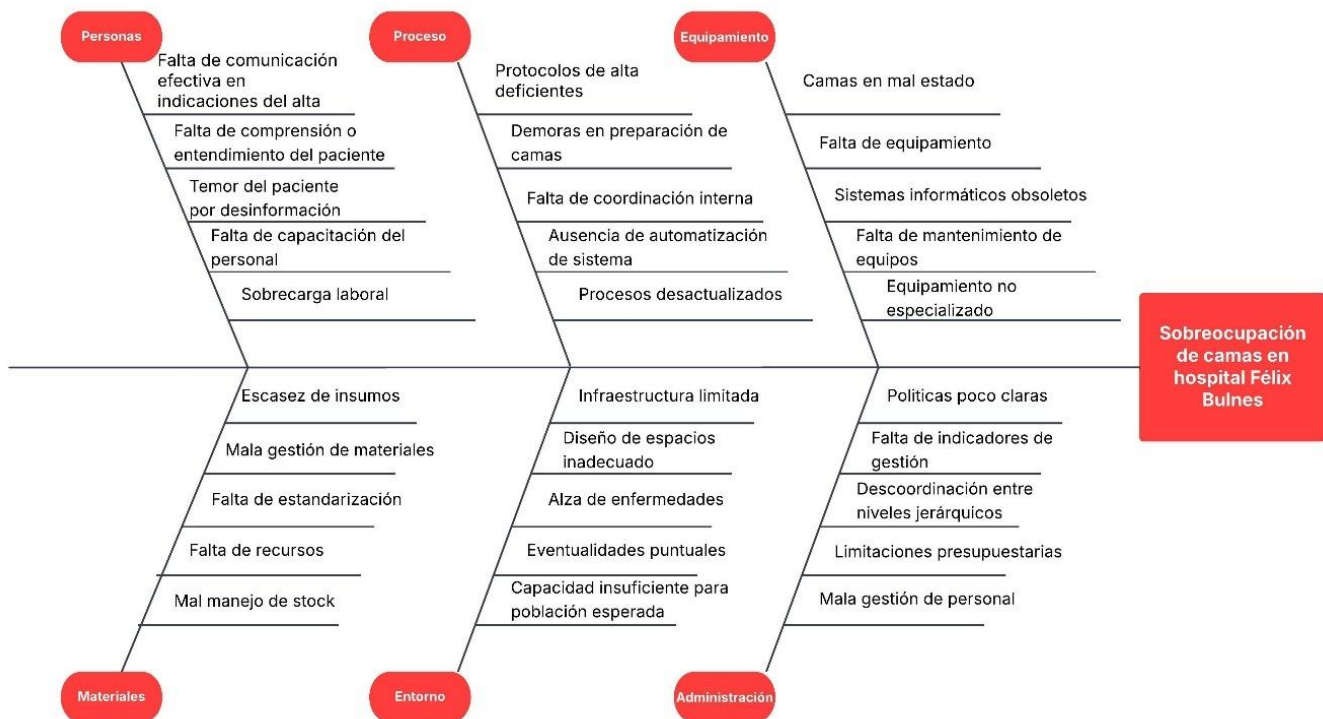 Personas
Falta de comunicación
efectiva en
indicaciones del alta
Falta de comprensión o
entendimiento del paciente
Temor del paciente
por desinformación
Falta de capacitación del
personal
Sobrecarga laboral
Proceso
Protocolos de alta
deficientes
Demoras en preparación de
camas
Falta de coordinación interna
Ausencia de automatización
de sistema
Procesos desactualizados
Equipamiento
Camas en mal estado
Falta de equipamiento
Sistemas informáticos obsoletos
Falta de mantenimiento de
equipos
Equipamiento no
especializado
Sobreocupación
de camas en
hospital Félix
Bulnes
Escasez de insumos
Mala gestión de materiales
Falta de estandarización
Falta de recursos
Mal manejo de stock
Materiales
Infraestructura limitada
Diseño de espacios
inadecuado
Alza de enfermedades
Eventualidades puntuales
Capacidad insuficiente para
población esperada
Entorno
Politicas poco claras
Falta de indicadores de
gestión
Descoordinación entre
niveles jerárquicos
Limitaciones presupuestarias
Mala gestión de personal
Administración